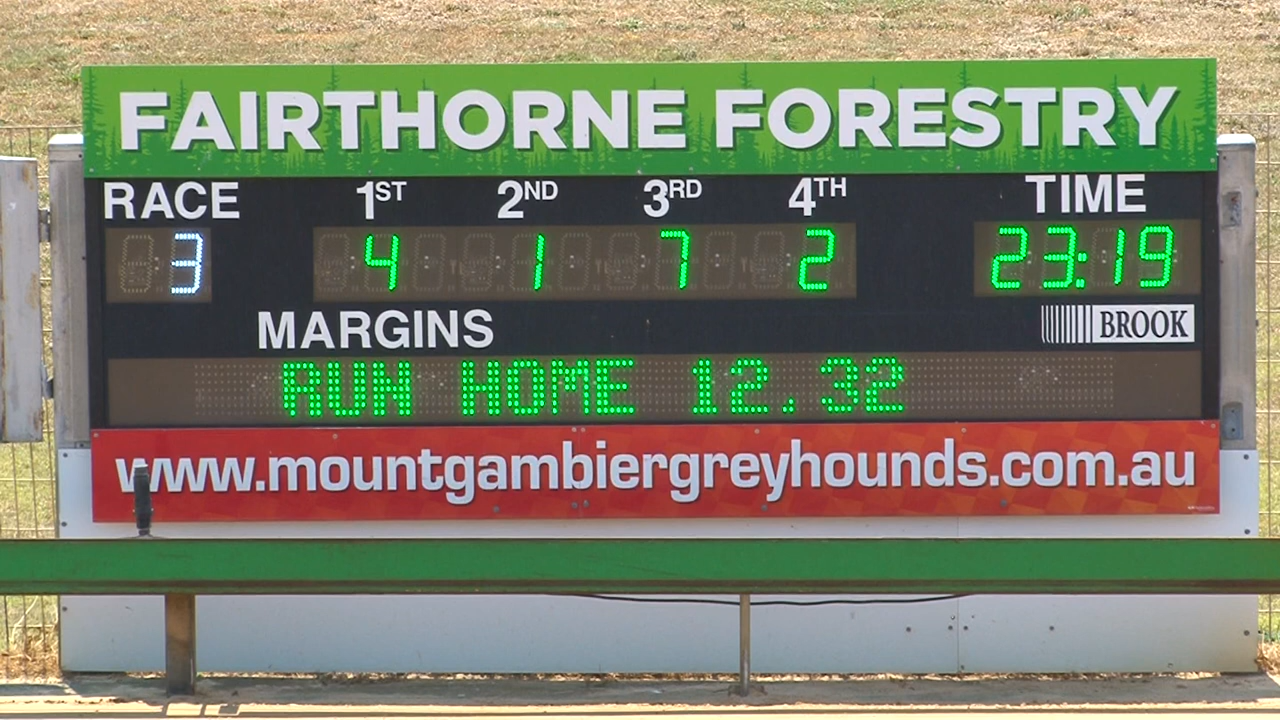 FAIRTHORNE FORESTRY
RACE 1ST 2ND 3RD 4TH TIME
3 4 1 7 2 23:19
MARGINS BROOK
RUN HOME 12.32
www.mountgambiergreyhounds.com.au